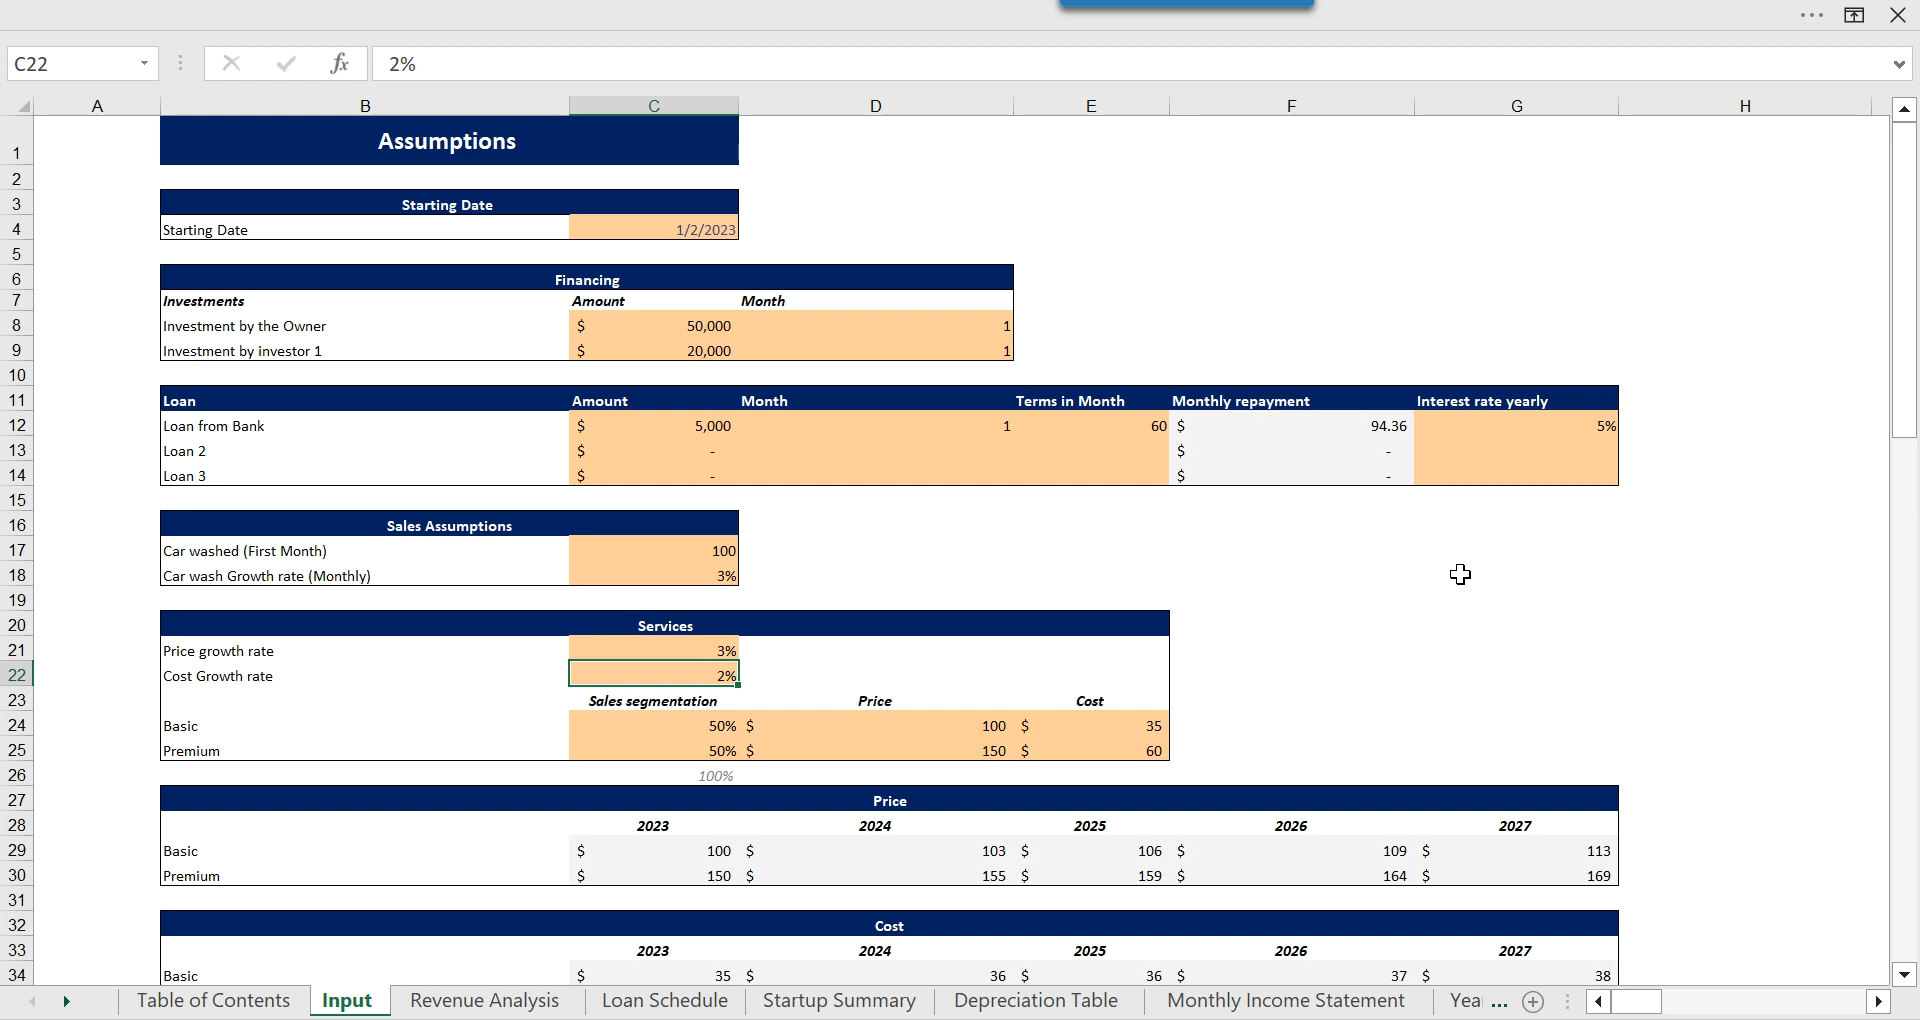 C22 fx 2%
A B C D E F G H
1 Assumptions
2
3 Starting Date
4 Starting Date 1/2/2023
5
6 Financing
7 Investments Amount Month
8 Investment by the Owner $ 50,000 1
9 Investment by investor 1 $ 20,000 1
10
11 Loan Amount Month Terms in Month Monthly repayment Interest rate yearly
12 Loan from Bank $ 5,000 1 60 $ 94.36 5%
13 Loan 2 $ - $ -
14 Loan 3 $ - $ -
15
16 Sales Assumptions
17 Car washed (First Month) 100
18 Car wash Growth rate (Monthly) 3%
19
20 Services
21 Price growth rate 3%
22 Cost Growth rate 2%
23 Sales segmentation Price Cost
24 Basic 50% $ 100 $ 35
25 Premium 50% $ 150 $ 60
26 100%
27 Price
28 2023 2024 2025 2026 2027
29 Basic $ 100 $ 103 $ 106 $ 109 $ 113
30 Premium $ 150 $ 155 $ 159 $ 164 $ 169
31
32 Cost
33 2023 2024 2025 2026 2027
34 Basic $ 35 $ 36 $ 36 $ 37 $ 38
Table of Contents Input Revenue Analysis Loan Schedule Startup Summary Depreciation Table Monthly Income Statement Yea ...